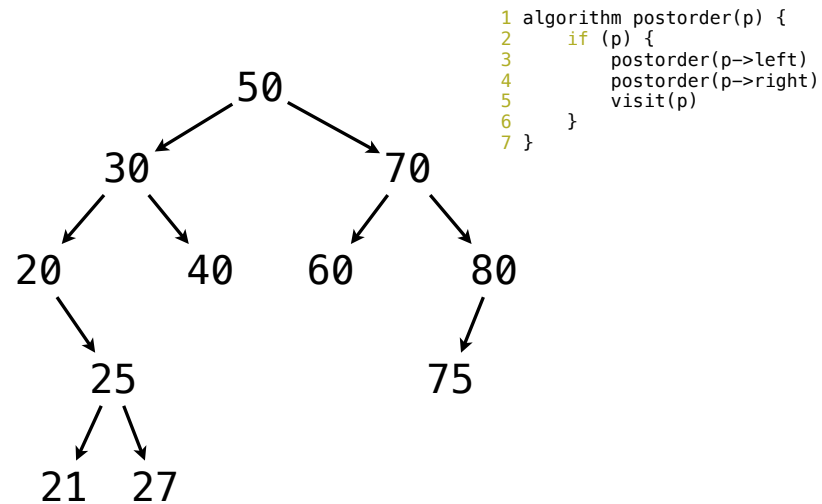 1 algorithm postorder(p) {
2     if (p) {
3         postorder(p->left)
4         postorder(p->right)
5         visit(p)
6     }
7 }
50
30 70
20 40 60 80
25 75
21 27